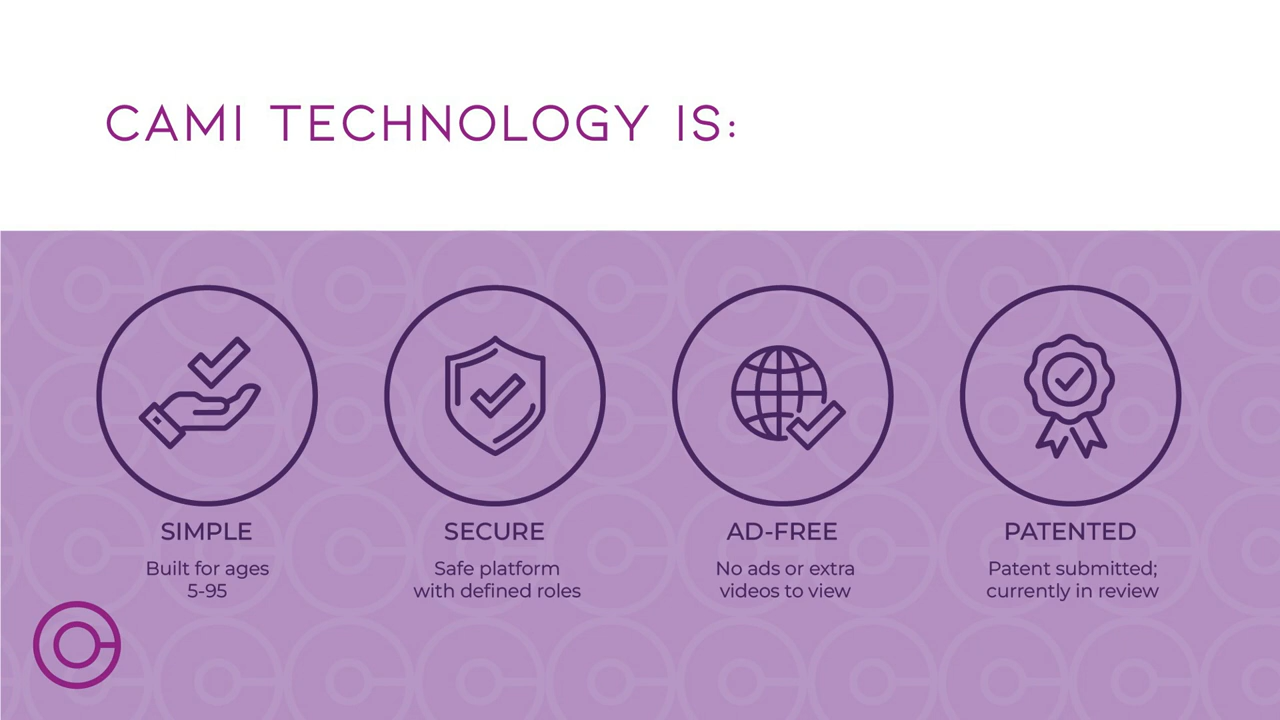 CAMI TECHNOLOGY IS:
SIMPLE
Built for ages
5-95
SECURE
Safe platform
with defined roles
AD-FREE
No ads or extra
videos to view
PATENTED
Patent submitted;
currently in review